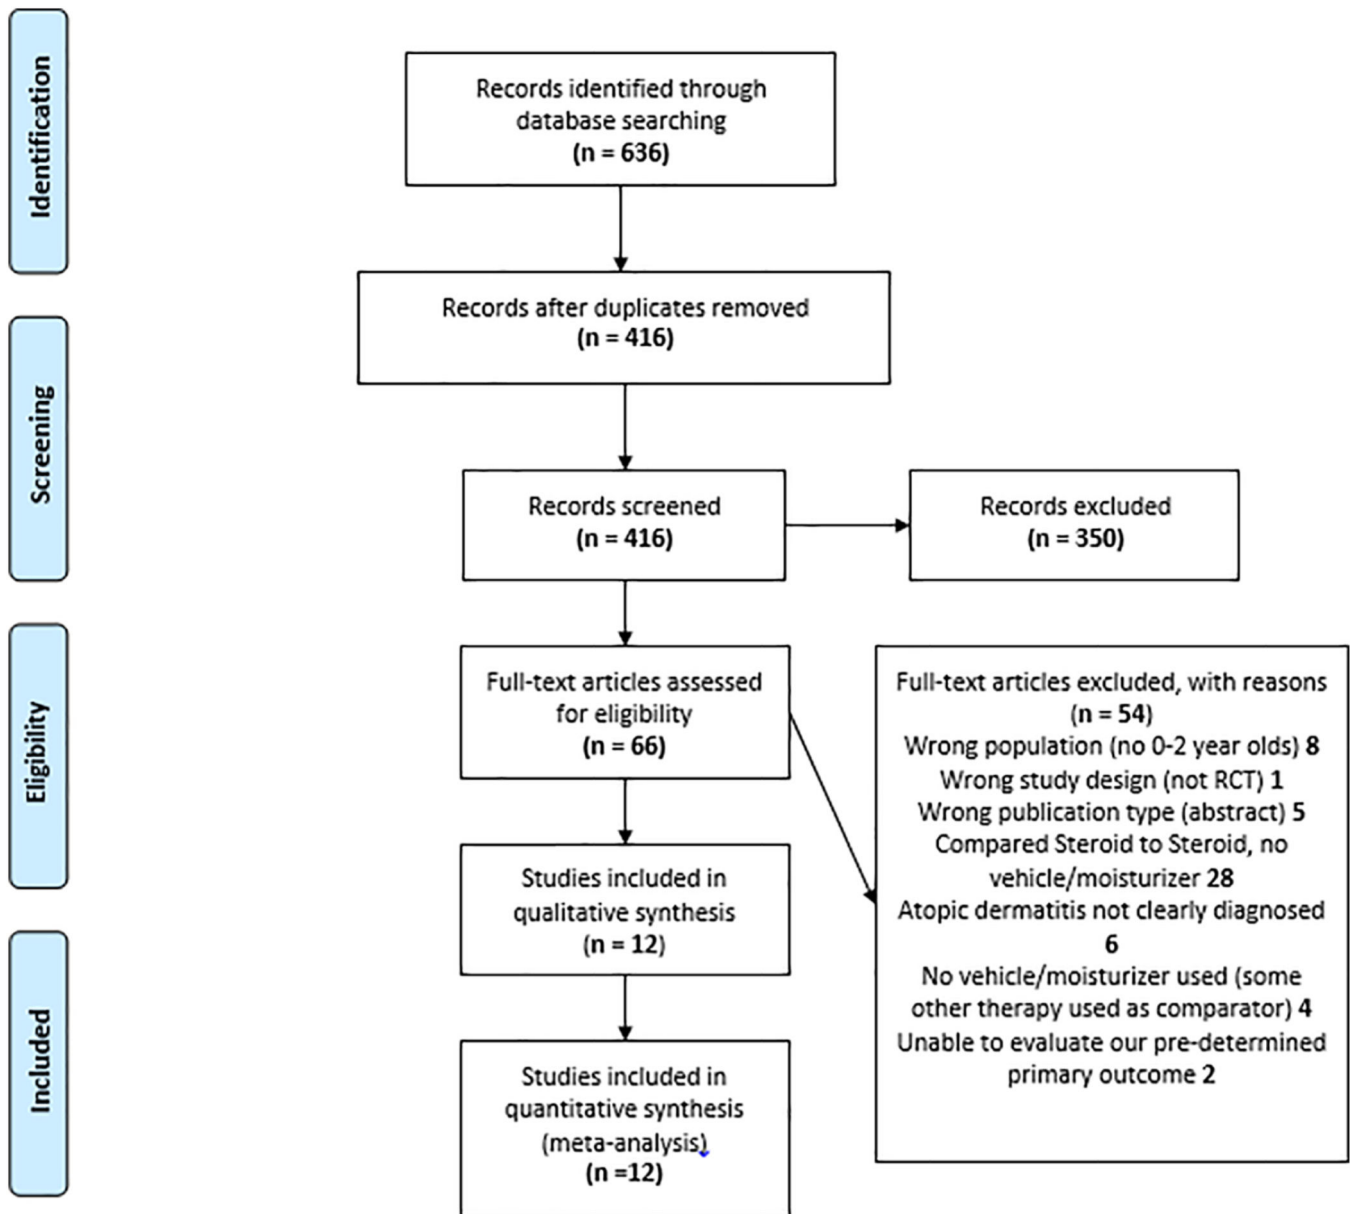 Identification
Records identified through
database searching
(n = 636)
Records after duplicates removed
(n = 416)
Screening
Records screened
(n = 416)
Records excluded
(n = 350)
Eligibility
Full-text articles assessed
for eligibility
(n = 66)
Full-text articles excluded, with reasons
(n = 54)
Wrong population (no 0-2 year olds) 8
Wrong study design (not RCT) 1
Wrong publication type (abstract) 5
Compared Steroid to Steroid, no
vehicle/moisturizer 28
Atopic dermatitis not clearly diagnosed
6
No vehicle/moisturizer used (some
other therapy used as comparator) 4
Unable to evaluate our pre-determined
primary outcome 2
Studies included in
qualitative synthesis
(n = 12)
Included
Studies included in
quantitative synthesis
(meta-analysis)
(n =12)